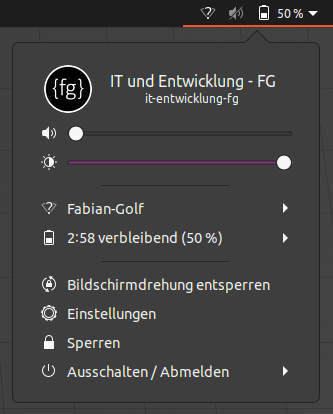 50 %
{fg}
IT und Entwicklung - FG
it-entwicklung-fg
Fabian-Golf
2:58 verbleibend (50 %)
Bildschirmdrehung entsperren
Einstellungen
Sperren
Ausschalten / Abmelden